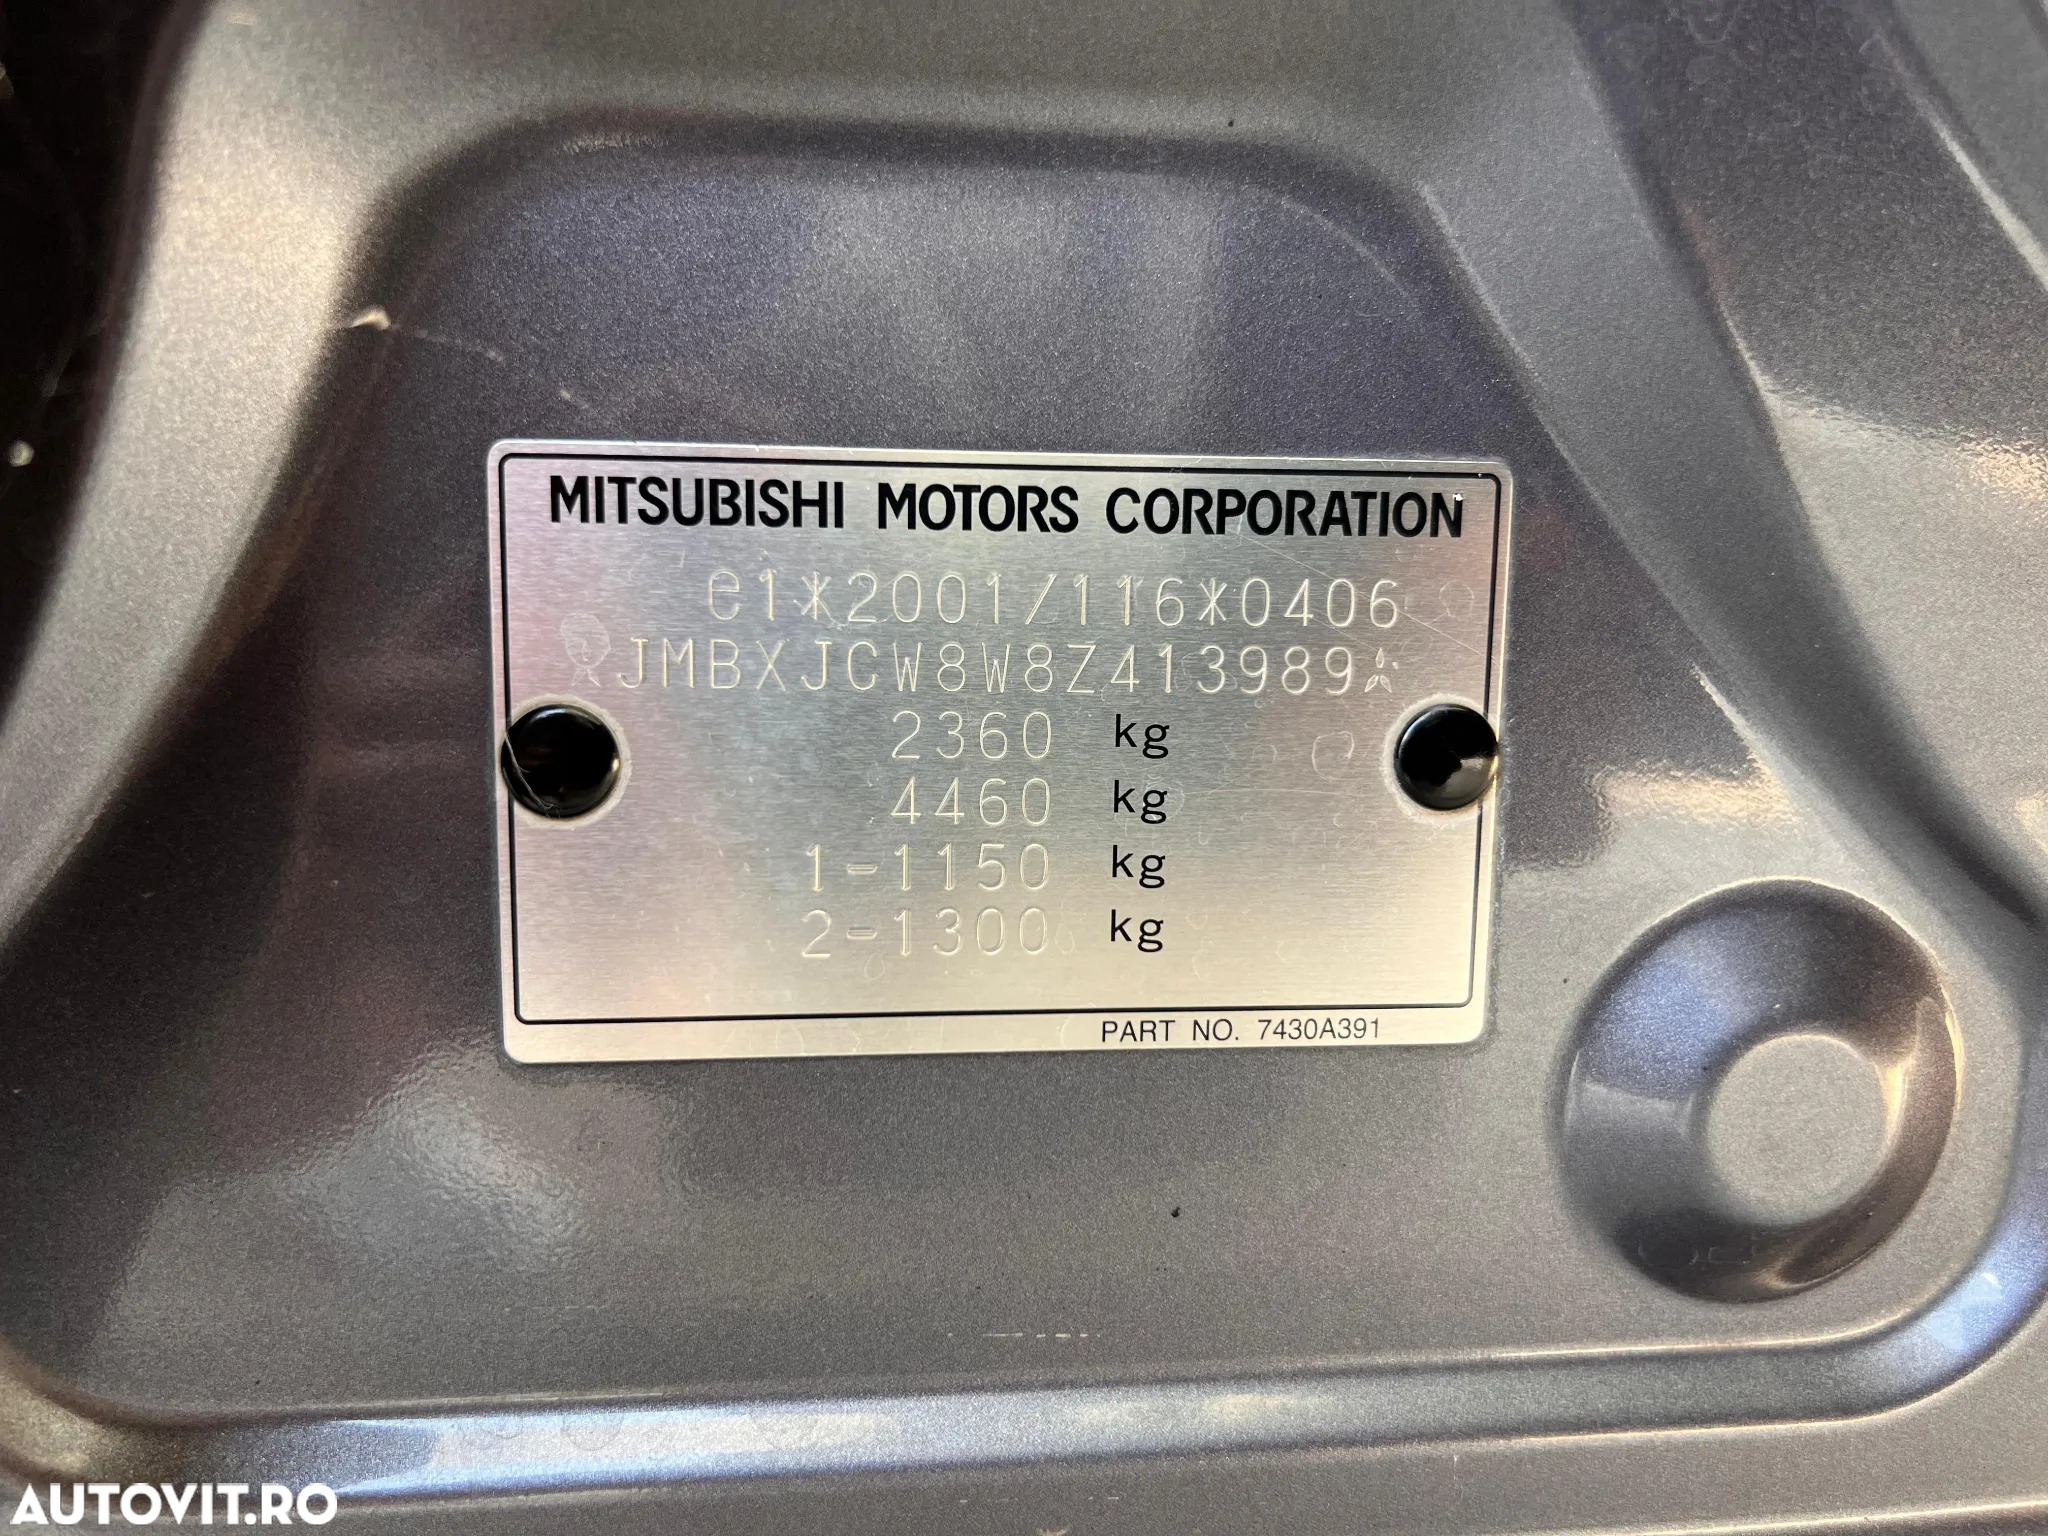 MITSUBISHI MOTORS CORPORATION
e1*2001/116*0406
JMBXJCW8W8Z413989
2360 kg
4460 kg
1-1150 kg
2-1300 kg
PART NO. 7430A391
AUTOVIT.RO